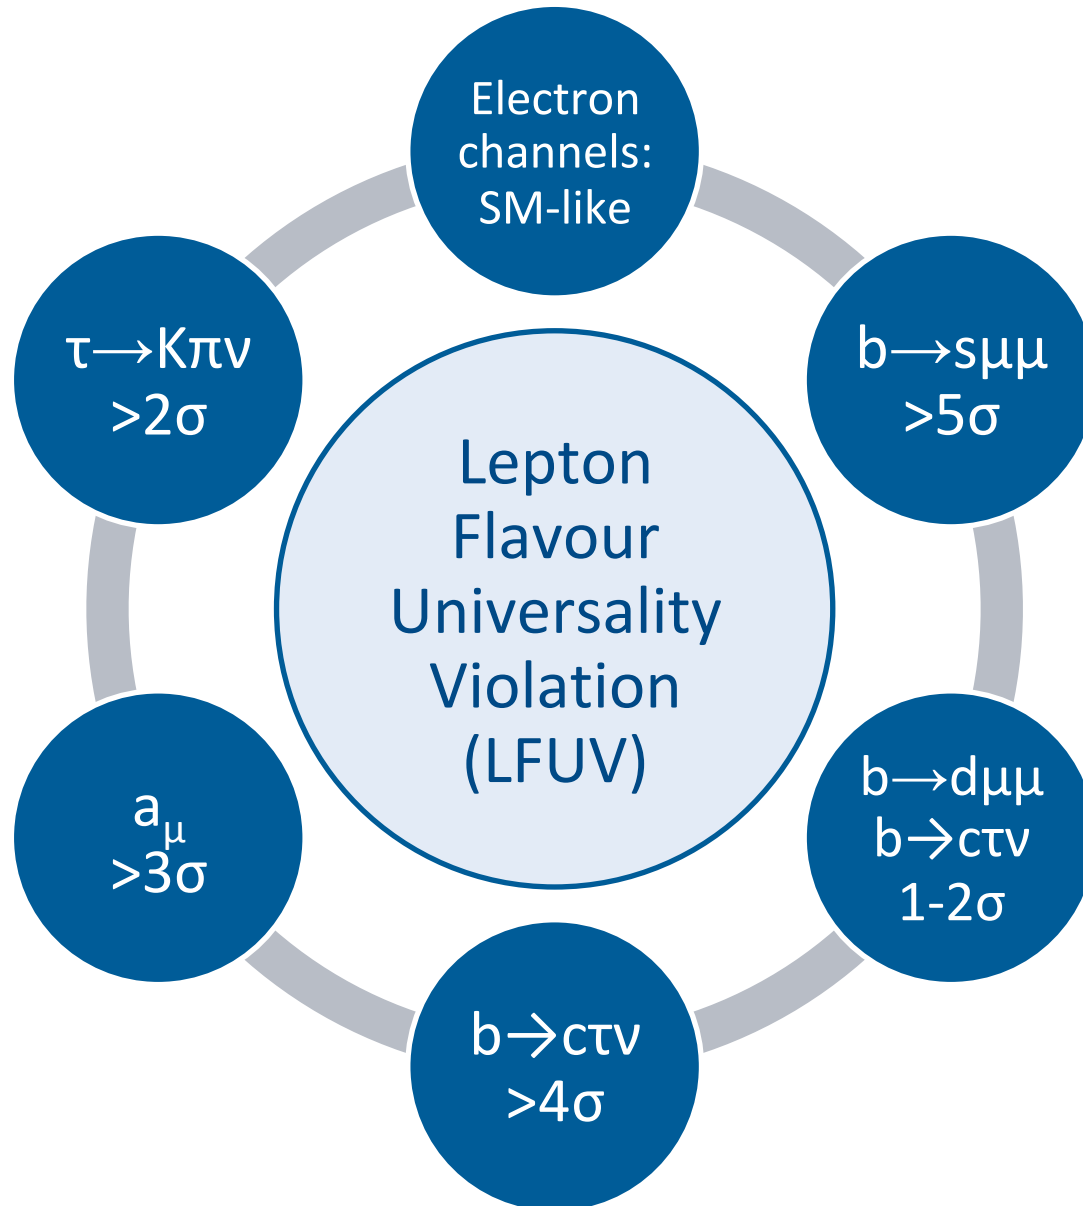 Electron
channels:
SM-like
b→sμμ
>5σ
b→dμμ
b→cτν
1-2σ
b→cτν
>4σ
aμ
>3σ
τ→Kπν
>2σ
Lepton
Flavour
Universality
Violation
(LFUV)